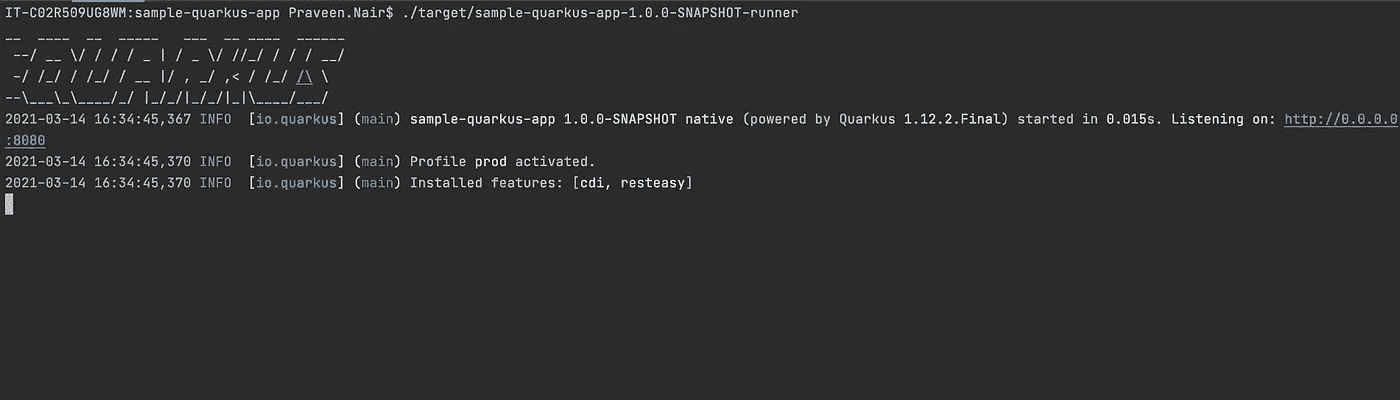 IT-C02R509UG8WM:sample-quarkus-app Praveen.Nair$ ./target/sample-quarkus-app-1.0.0-SNAPSHOT-runner
__  ____  __  _____   ___  __ ____  ______
 --/ __ \/ / / / _ | / _ \/ //_/ / / / __/
 -/ /_/ / /_/ / __ |/ , _/ ,< / /_/ /\ \
--\___\_\____/_/ |_/_/|_/_/|_|\____/___/
2021-03-14 16:34:45,367 INFO  [io.quarkus] (main) sample-quarkus-app 1.0.0-SNAPSHOT native (powered by Quarkus 1.12.2.Final) started in 0.015s. Listening on: http://0.0.0.0
:8080
2021-03-14 16:34:45,370 INFO  [io.quarkus] (main) Profile prod activated.
2021-03-14 16:34:45,370 INFO  [io.quarkus] (main) Installed features: [cdi, resteasy]